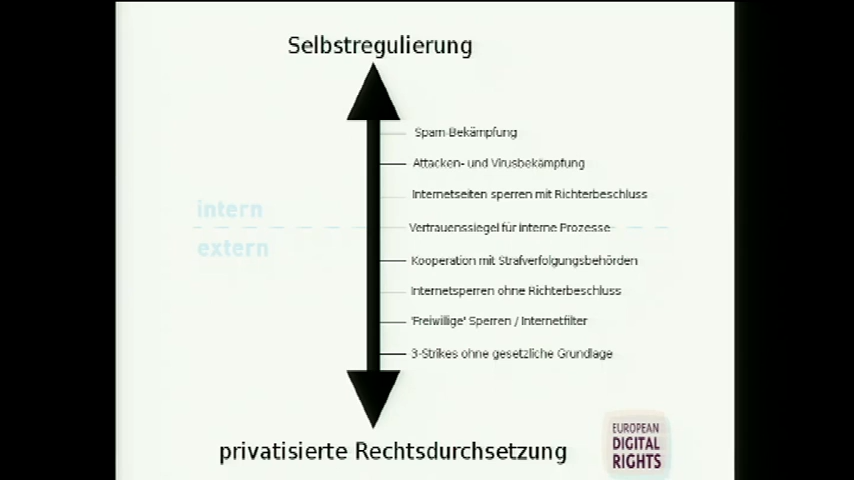 Selbstregulierung
Spam-Bekämpfung
Attacken- und Virusbekämpfung
Internetseiten sperren mit Richterbeschluss
intern
Vertrauenssiegel für interne Prozesse
extern
Kooperation mit Strafverfolgungsbehörden
Internetsperren ohne Richterbeschluss
'Freiwillige' Sperren / Internetfilter
3-Strikes ohne gesetzliche Grundlage
privatisierte Rechtsdurchsetzung
EUROPEAN
DIGITAL
RIGHTS